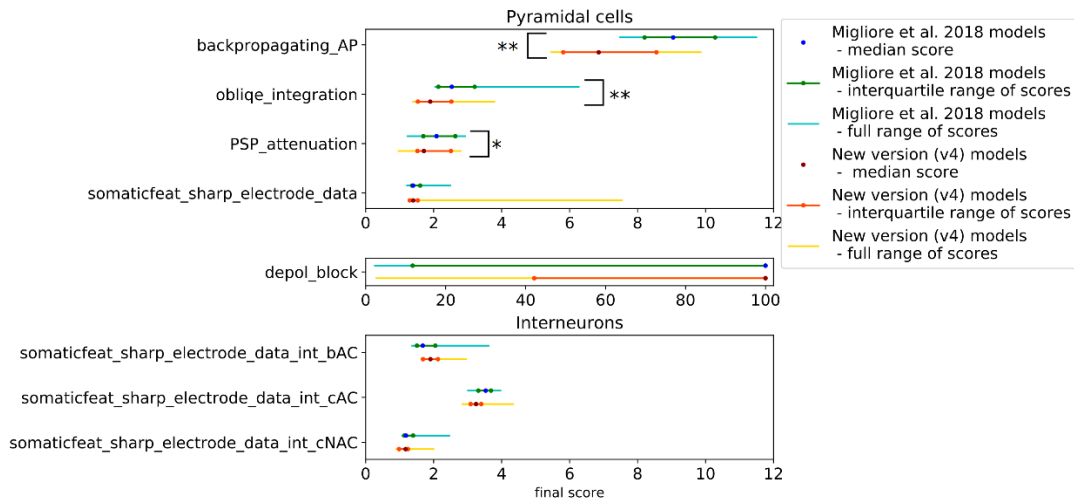 Pyramidal cells
backpropagating_AP
**
obliqe_integration
**
PSP_attenuation
*
somaticfeat_sharp_electrode_data
0 2 4 6 8 10 12
depol_block
0 20 40 60 80 100
Interneurons
somaticfeat_sharp_electrode_data_int_bAC
somaticfeat_sharp_electrode_data_int_cAC
somaticfeat_sharp_electrode_data_int_cNAC
0 2 4 6 8 10 12
final score
Migliore et al. 2018 models
- median score
Migliore et al. 2018 models
- interquartile range of scores
Migliore et al. 2018 models
- full range of scores
New version (v4) models
- median score
New version (v4) models
- interquartile range of scores
New version (v4) models
- full range of scores